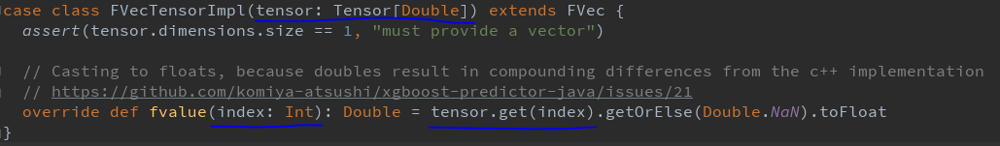 case class FVecTensorImpl(tensor: Tensor[Double]) extends FVec {
assert(tensor.dimensions.size == 1, "must provide a vector")
// Casting to floats, because doubles result in compounding differences from the c++ implementation
// https://github.com/komiya-atsushi/xgboost-predictor-java/issues/21
override def fvalue(index: Int): Double = tensor.get(index).getOrElse(Double.NaN).toFloat
}